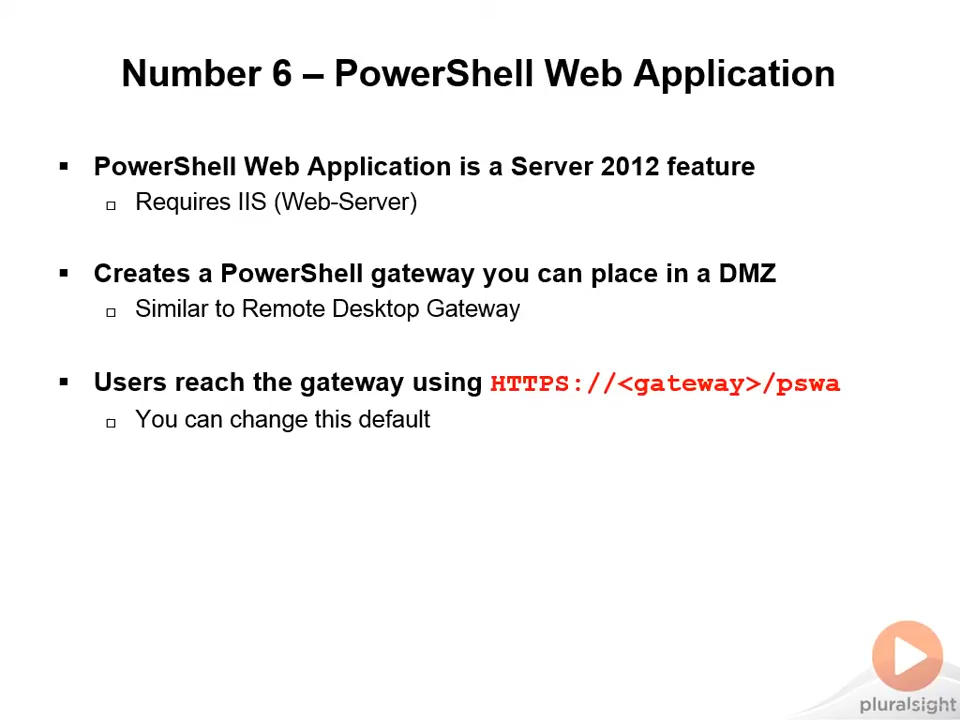 Number 6 – PowerShell Web Application
▪ PowerShell Web Application is a Server 2012 feature
▫ Requires IIS (Web-Server)
▪ Creates a PowerShell gateway you can place in a DMZ
▫ Similar to Remote Desktop Gateway
▪ Users reach the gateway using HTTPS://<gateway>/pswa
▫ You can change this default
pluralsight